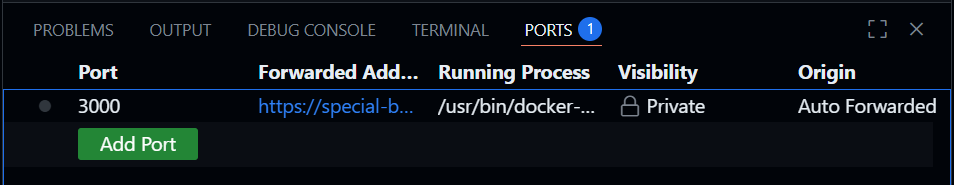 PROBLEMS OUTPUT DEBUG CONSOLE TERMINAL PORTS 1
Port Forwarded Add... Running Process Visibility Origin
3000 https://special-b... /usr/bin/docker-... Private Auto Forwarded
Add Port